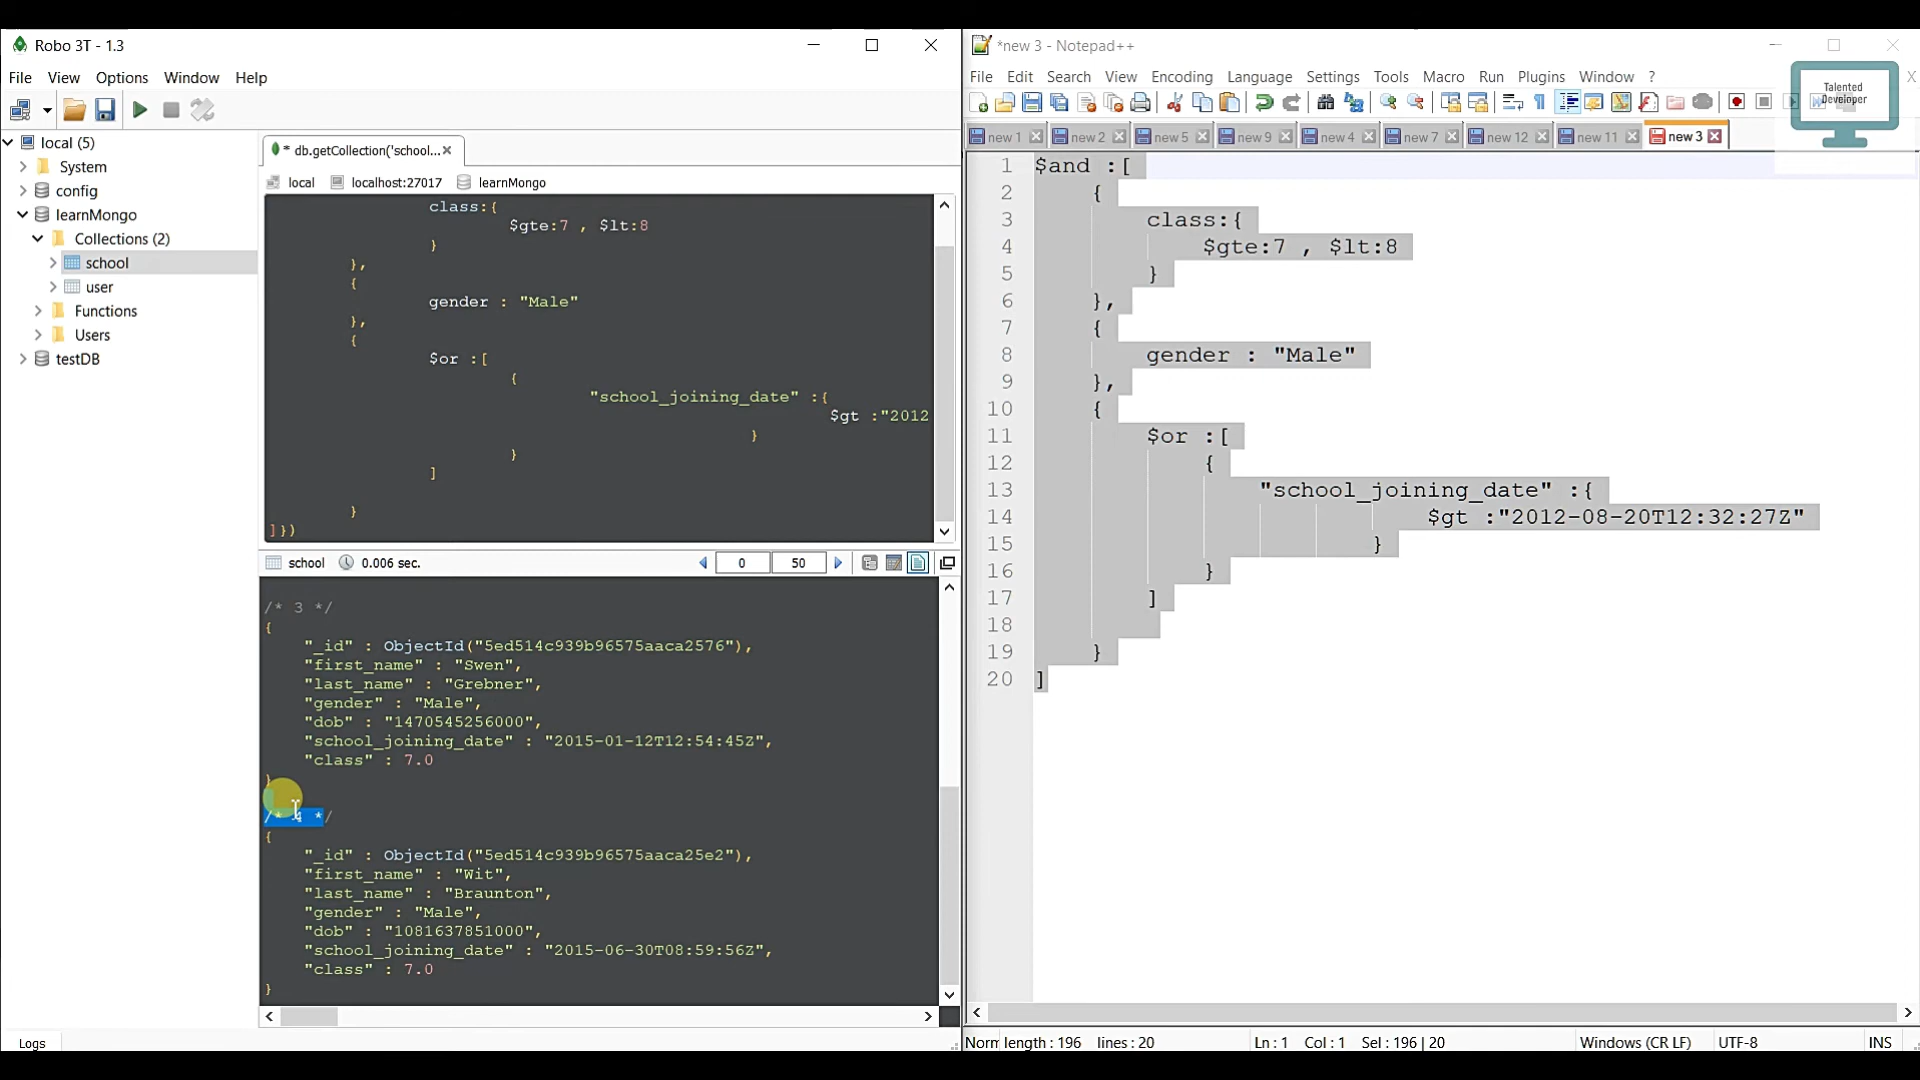 Robo 3T - 1.3
File View Options Window Help
local (5)
System
config
learnMongo
Collections (2)
school
user
Functions
Users
testDB
* db.getCollection('school...
local localhost:27017 learnMongo
class:{
$gte:7 , $lt:8
}
},
{
gender : "Male"
},
{
$or :[
{
"school_joining_date" :{
$gt :"2012
}
}
]
}
]})
school 0.006 sec. 0 50
/* 3 */
{
"_id" : ObjectId("5ed514c939b96575aaca2576"),
"first_name" : "Swen",
"last_name" : "Grebner",
"gender" : "Male",
"dob" : "1470545256000",
"school_joining_date" : "2015-01-12T12:54:45Z",
"class" : 7.0
}
/* 4 */
{
"_id" : ObjectId("5ed514c939b96575aaca25e2"),
"first_name" : "Wit",
"last_name" : "Braunton",
"gender" : "Male",
"dob" : "1081637851000",
"school_joining_date" : "2015-06-30T08:59:56Z",
"class" : 7.0
}
Logs
*new 3 - Notepad++
File Edit Search View Encoding Language Settings Tools Macro Run Plugins Window ? X
Talented
Developer
new 1 new 2 new 5 new 9 new 4 new 7 new 12 new 11 new 3
1 $and :[
2 {
3 class:{
4 $gte:7 , $lt:8
5 }
6 },
7 {
8 gender : "Male"
9 },
10 {
11 $or :[
12 {
13 "school_joining_date" :{
14 $gt :"2012-08-20T12:32:27Z"
15 }
16 }
17 ]
18
19 }
20 ]
Norm length : 196 lines : 20 Ln : 1 Col : 1 Sel : 196 | 20 Windows (CR LF) UTF-8 INS